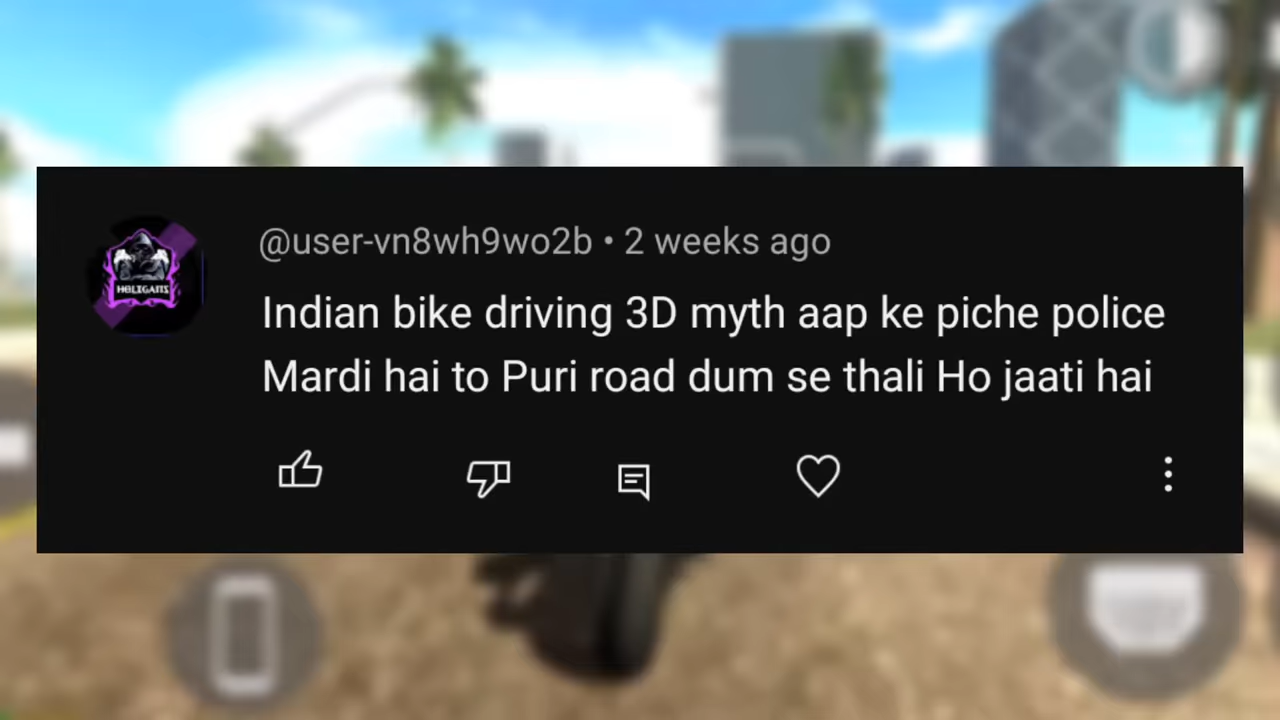 HOLIGANS
@user-vn8wh9wo2b • 2 weeks ago
Indian bike driving 3D myth aap ke piche police
Mardi hai to Puri road dum se thali Ho jaati hai